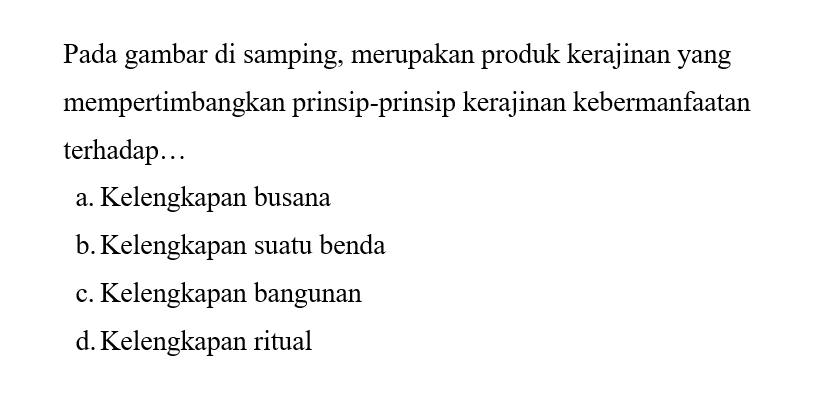 Pada gambar di samping, merupakan produk kerajinan yang
mempertimbangkan prinsip-prinsip kerajinan kebermanfaatan
terhadap…
a. Kelengkapan busana
b. Kelengkapan suatu benda
c. Kelengkapan bangunan
d. Kelengkapan ritual